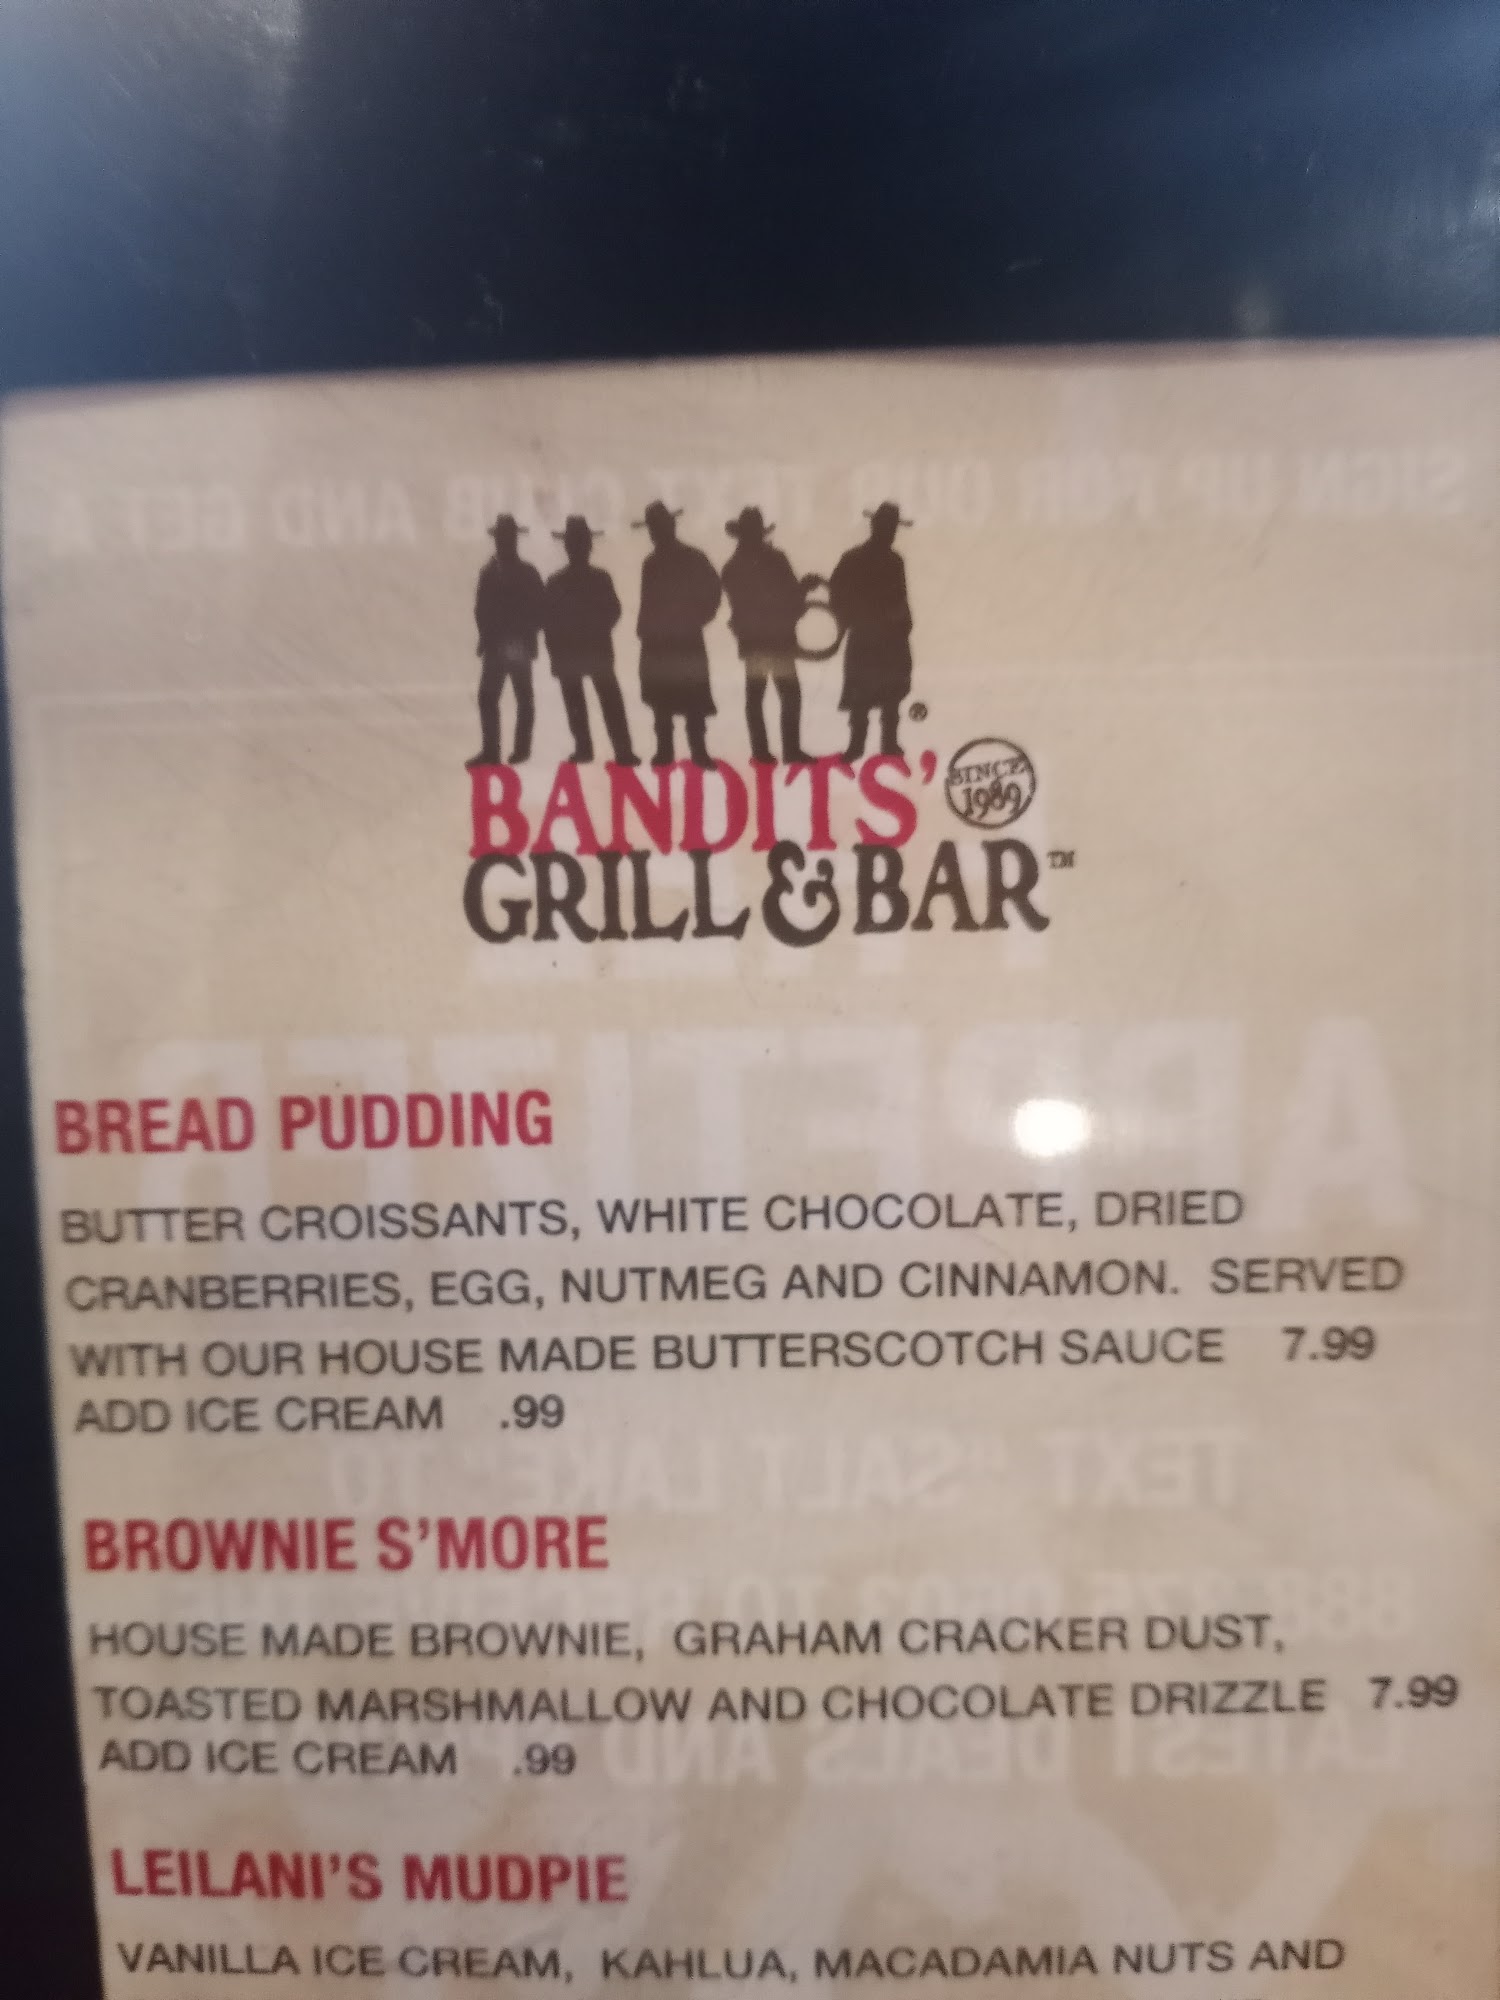 BANDITS'
SINCE
1989
GRILL & BAR™
BREAD PUDDING
BUTTER CROISSANTS, WHITE CHOCOLATE, DRIED
CRANBERRIES, EGG, NUTMEG AND CINNAMON. SERVED
WITH OUR HOUSE MADE BUTTERSCOTCH SAUCE 7.99
ADD ICE CREAM .99
BROWNIE S'MORE
HOUSE MADE BROWNIE, GRAHAM CRACKER DUST,
TOASTED MARSHMALLOW AND CHOCOLATE DRIZZLE 7.99
ADD ICE CREAM .99
LEILANI'S MUDPIE
VANILLA ICE CREAM, KAHLUA, MACADAMIA NUTS AND